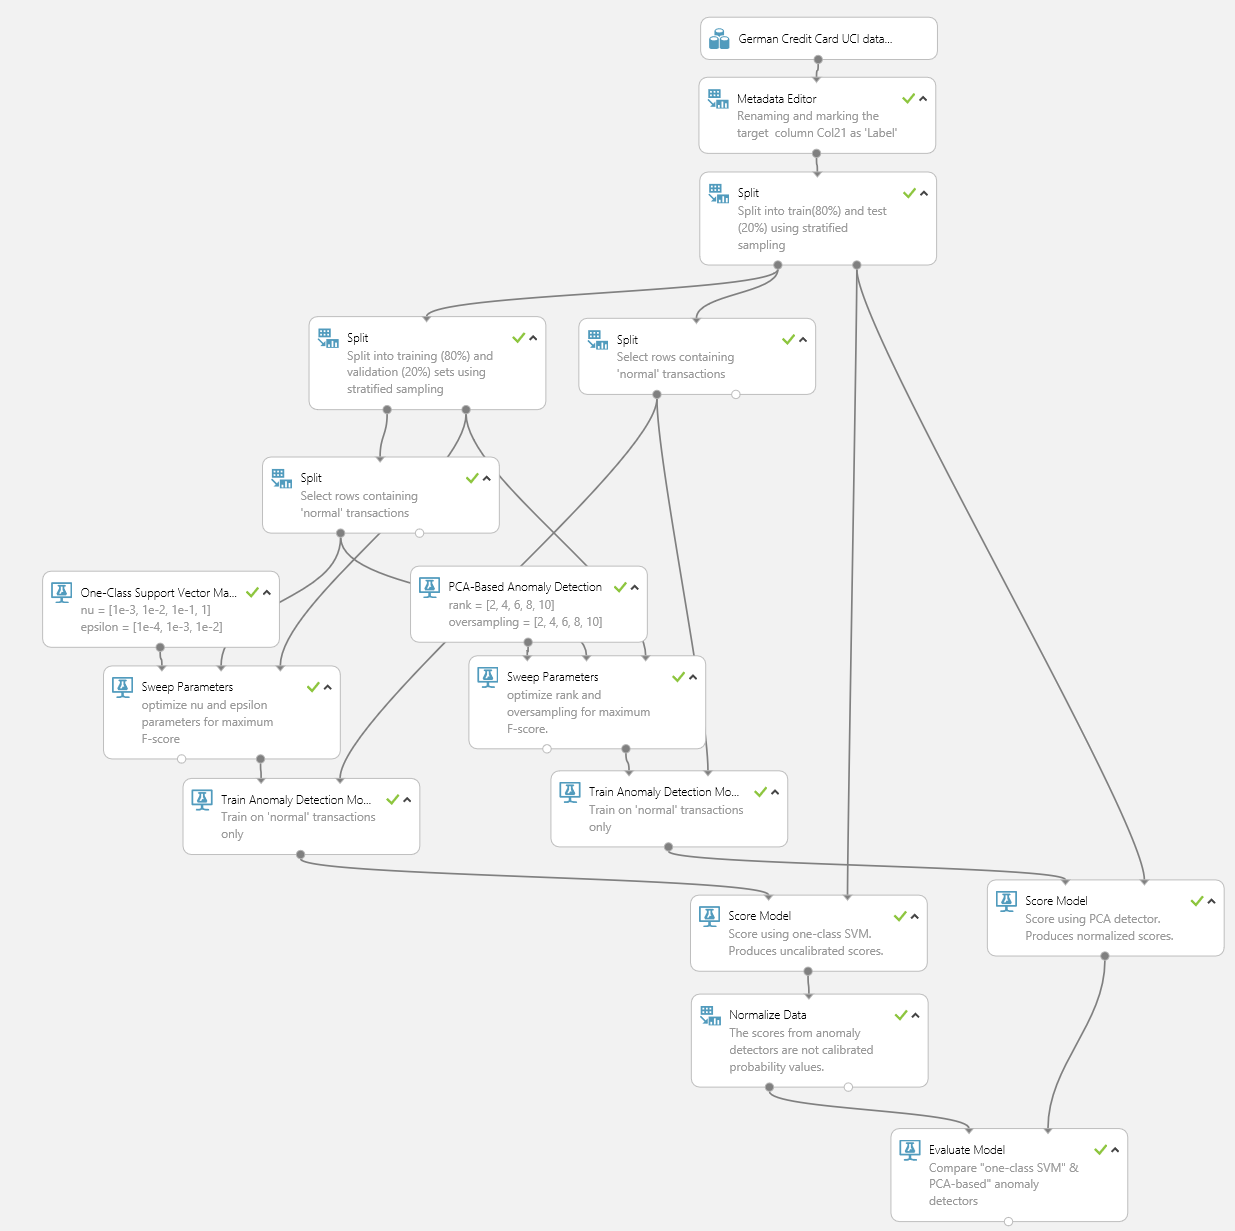 German Credit Card UCI data...
Metadata Editor
Renaming and marking the
target column Col21 as 'Label'
Split
Split into train(80%) and test
(20%) using stratified
sampling
Split
Split into training (80%) and
validation (20%) sets using
stratified sampling
Split
Select rows containing
'normal' transactions
Split
Select rows containing
'normal' transactions
One-Class Support Vector Ma...
nu = [1e-3, 1e-2, 1e-1, 1]
epsilon = [1e-4, 1e-3, 1e-2]
PCA-Based Anomaly Detection
rank = [2, 4, 6, 8, 10]
oversampling = [2, 4, 6, 8, 10]
Sweep Parameters
optimize nu and epsilon
parameters for maximum
F-score
Sweep Parameters
optimize rank and
oversampling for maximum
F-score.
Train Anomaly Detection Mo...
Train on 'normal' transactions
only
Train Anomaly Detection Mo...
Train on 'normal' transactions
only
Score Model
Score using one-class SVM.
Produces uncalibrated scores.
Score Model
Score using PCA detector.
Produces normalized scores.
Normalize Data
The scores from anomaly
detectors are not calibrated
probability values.
Evaluate Model
Compare "one-class SVM" &
PCA-based" anomaly
detectors